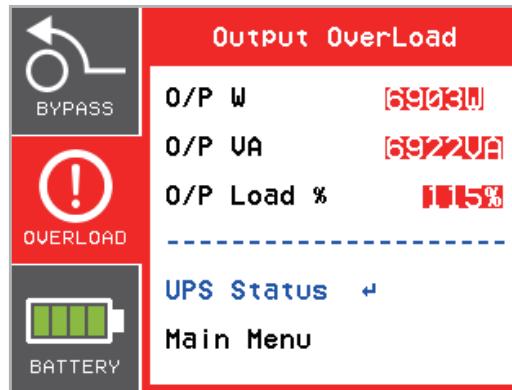 BYPASS
OVERLOAD
BATTERY
Output OverLoad
O/P W 6903W
O/P VA 6922VA
O/P Load % 115%
UPS Status ↵
Main Menu